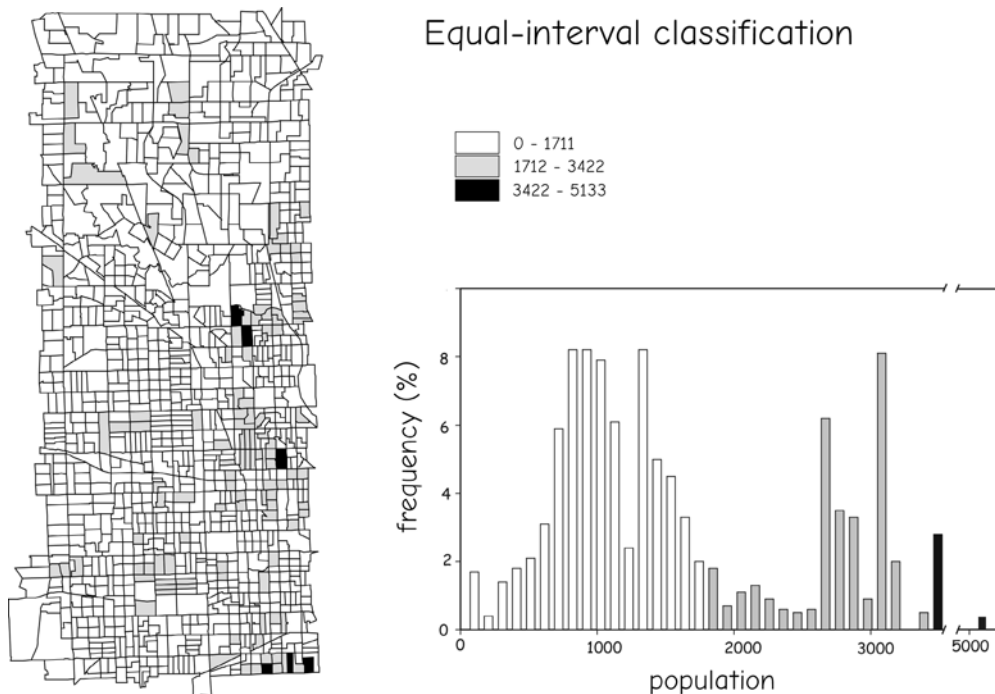 Equal-interval classification
0 - 1711
1712 - 3422
3422 - 5133
frequency (%)
8
6
4
2
0
0
1000
2000
3000
5000
population